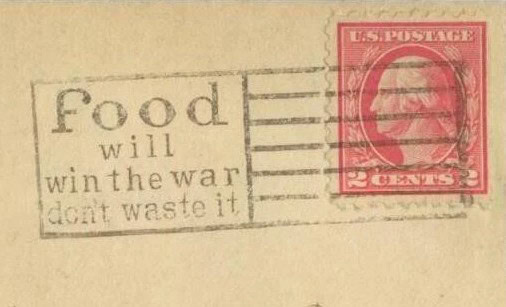 food
will
win the war
don't waste it
U.S. POSTAGE
2 CENTS 2